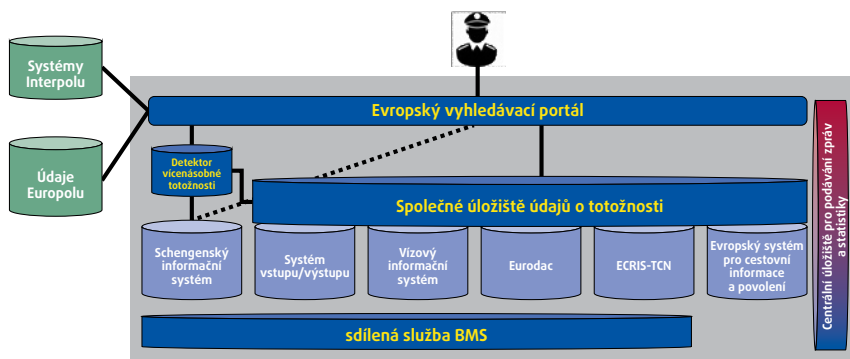 Systémy
Interpolu
Evropský vyhledávací portál
Údaje
Europolu
Detektor
vícenásobné
totožnosti
Společné úložiště údajů o totožnosti
Schengenský
informační
systém
Systém
vstupu/výstupu
Vízový
informační
systém
Eurodac
ECRIS-TCN
Evropský systém
pro cestovní
informace
a povolení
sdílená služba BMS
Centrální úložiště pro podávání zpráv
a statistiky